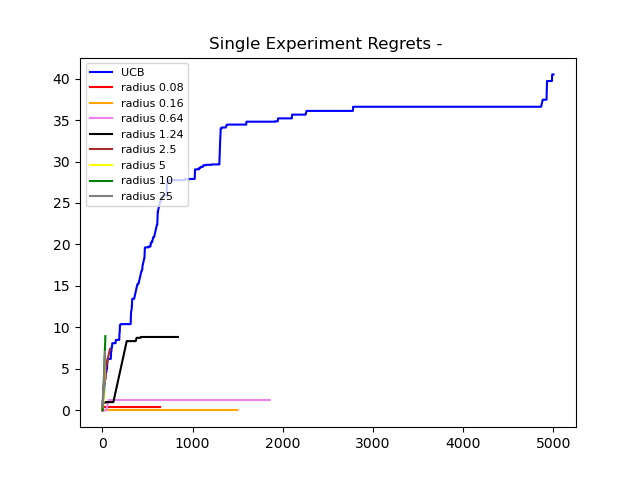 Single Experiment Regrets -
UCB
radius 0.08
radius 0.16
radius 0.64
radius 1.24
radius 2.5
radius 5
radius 10
radius 25
40
35
30
25
20
15
10
5
0
0 1000 2000 3000 4000 5000